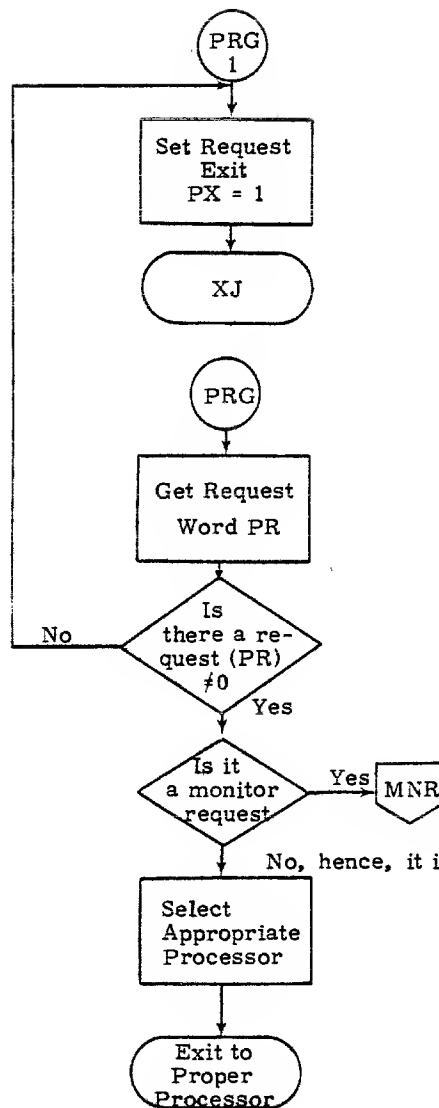 PRG
1
Set Request
Exit
PX = 1
XJ
PRG
Get Request
Word PR
Is
there a re-
quest (PR)
≠0
No
Yes
Is it
a monitor
request
Yes
MNR
No, hence, it i
Select
Appropriate
Processor
Exit to
Proper
Processor